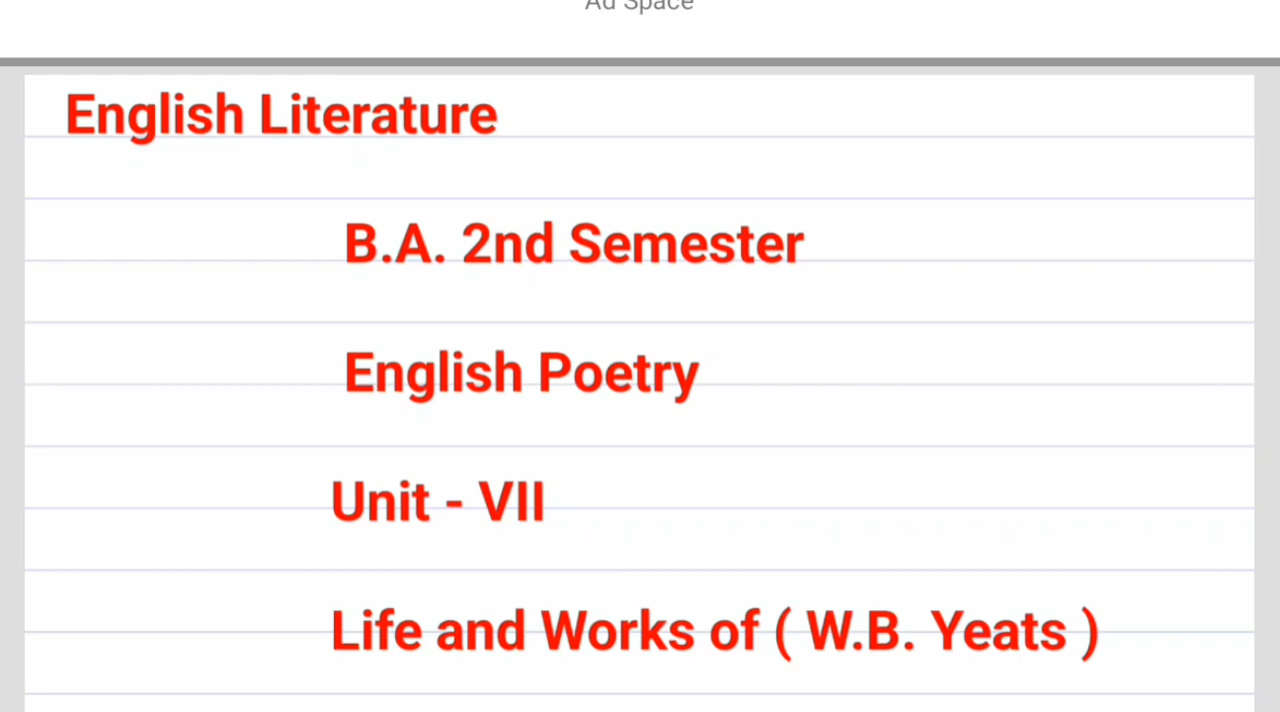 Ad Space
English Literature
B.A. 2nd Semester
English Poetry
Unit - VII
Life and Works of ( W.B. Yeats )